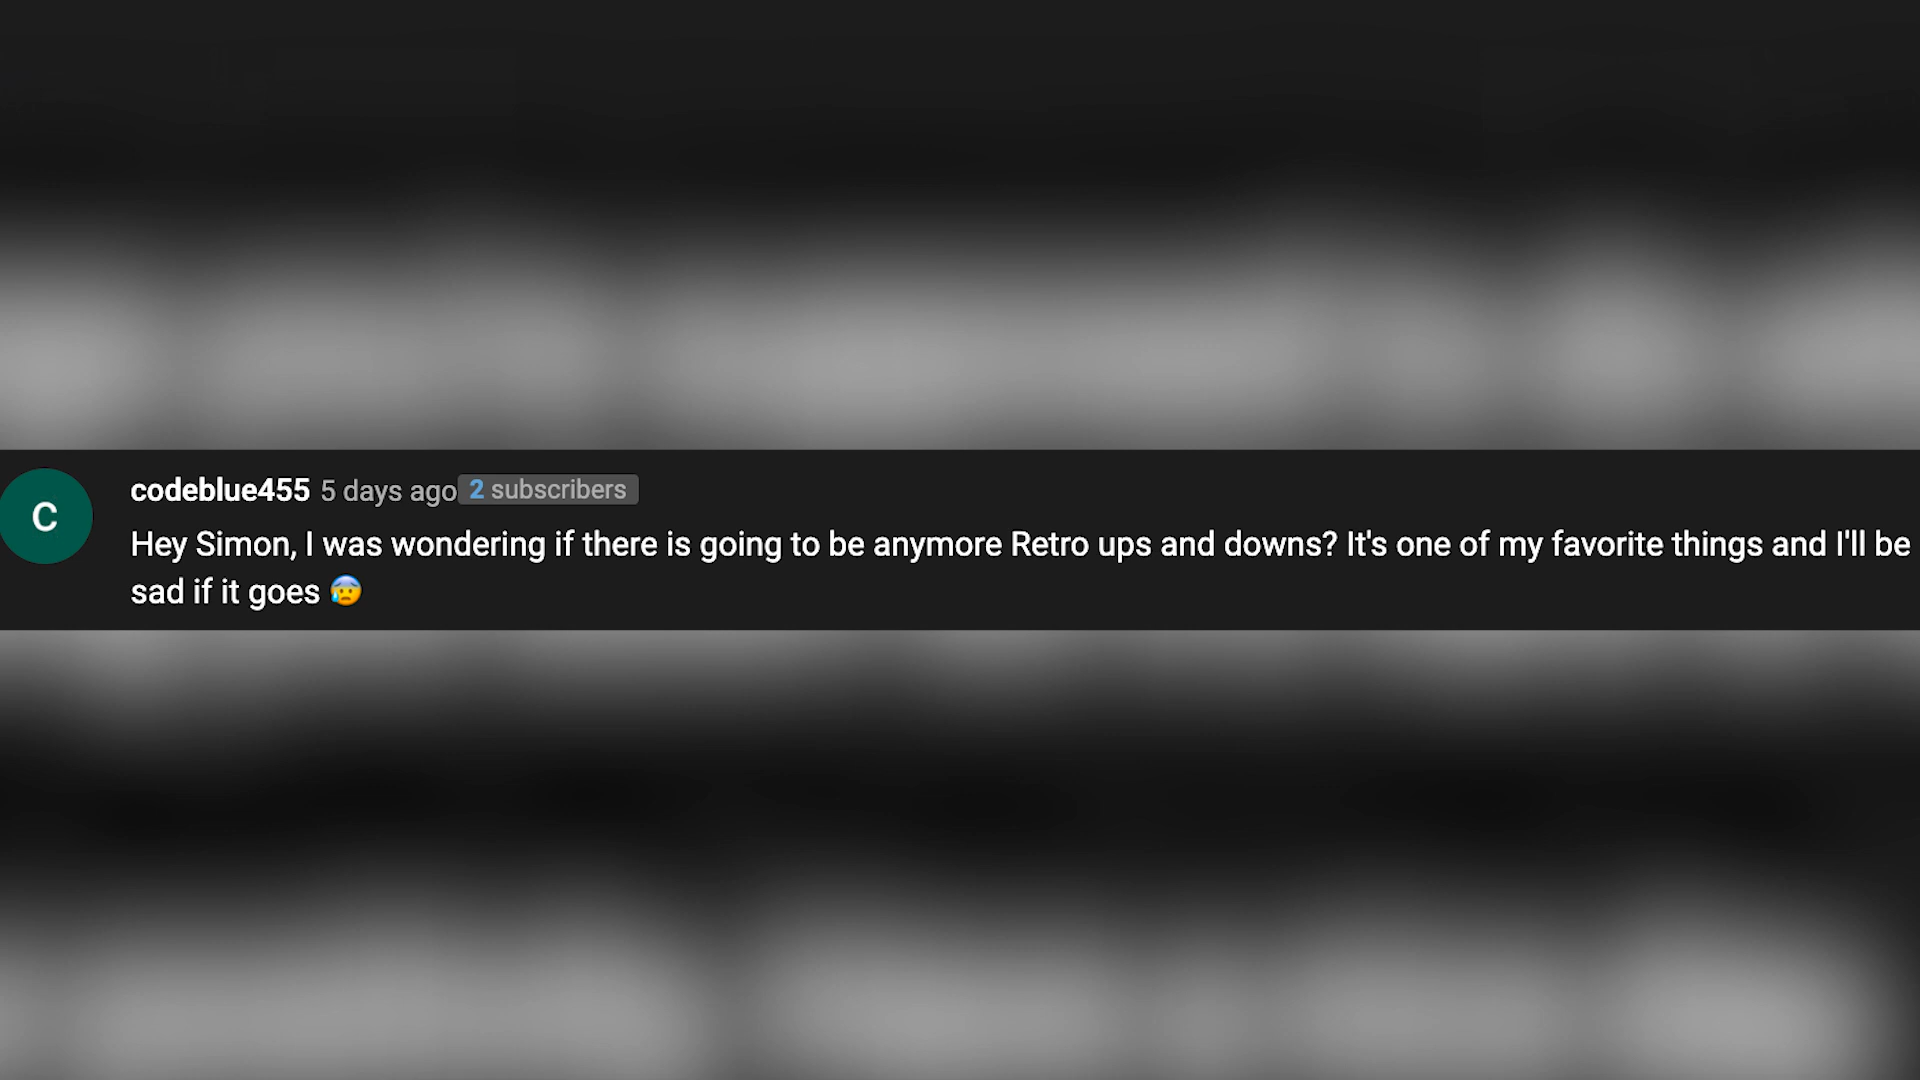 C
codeblue455 5 days ago 2 subscribers
Hey Simon, I was wondering if there is going to be anymore Retro ups and downs? It's one of my favorite things and I'll be
sad if it goes 😰